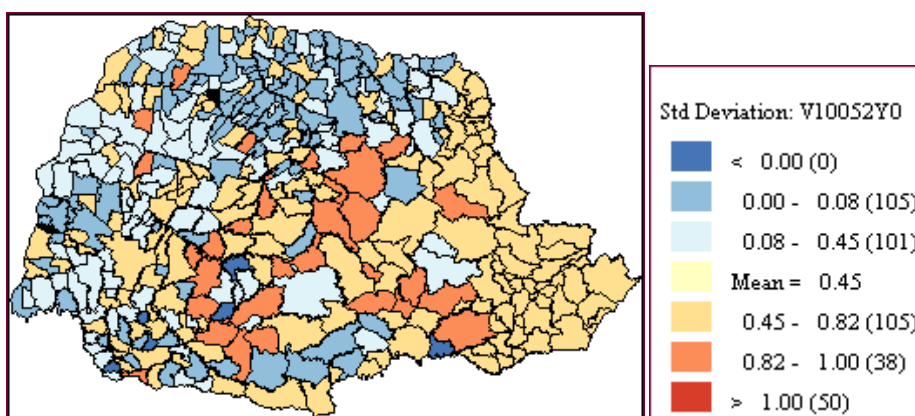 Std Deviation: V10052Y0
< 0.00 (0)
0.00 - 0.08 (105)
0.08 - 0.45 (101)
Mean = 0.45
0.45 - 0.82 (105)
0.82 - 1.00 (38)
> 1.00 (50)